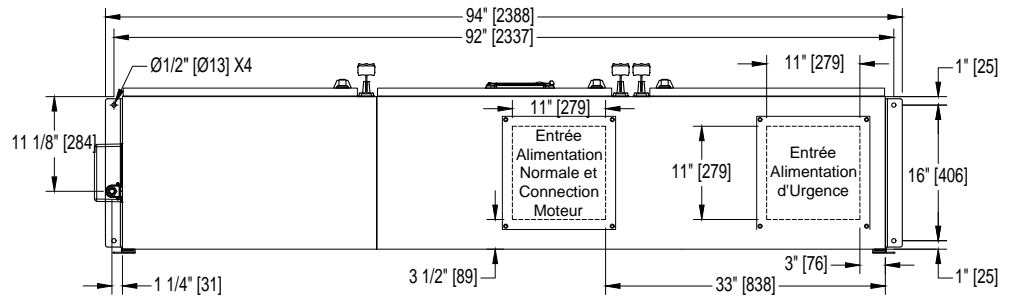 94" [2388]
92" [2337]
Ø1/2" [Ø13] X4
11" [279]
1" [25]
11" [279]
11 1/8" [284]
Entrée
Alimentation
Normale et
Connection
Moteur
11" [279]
Entrée
Alimentation
d'Urgence
16" [406]
1 1/4" [31]
3 1/2" [89]
33" [838]
3" [76]
1" [25]